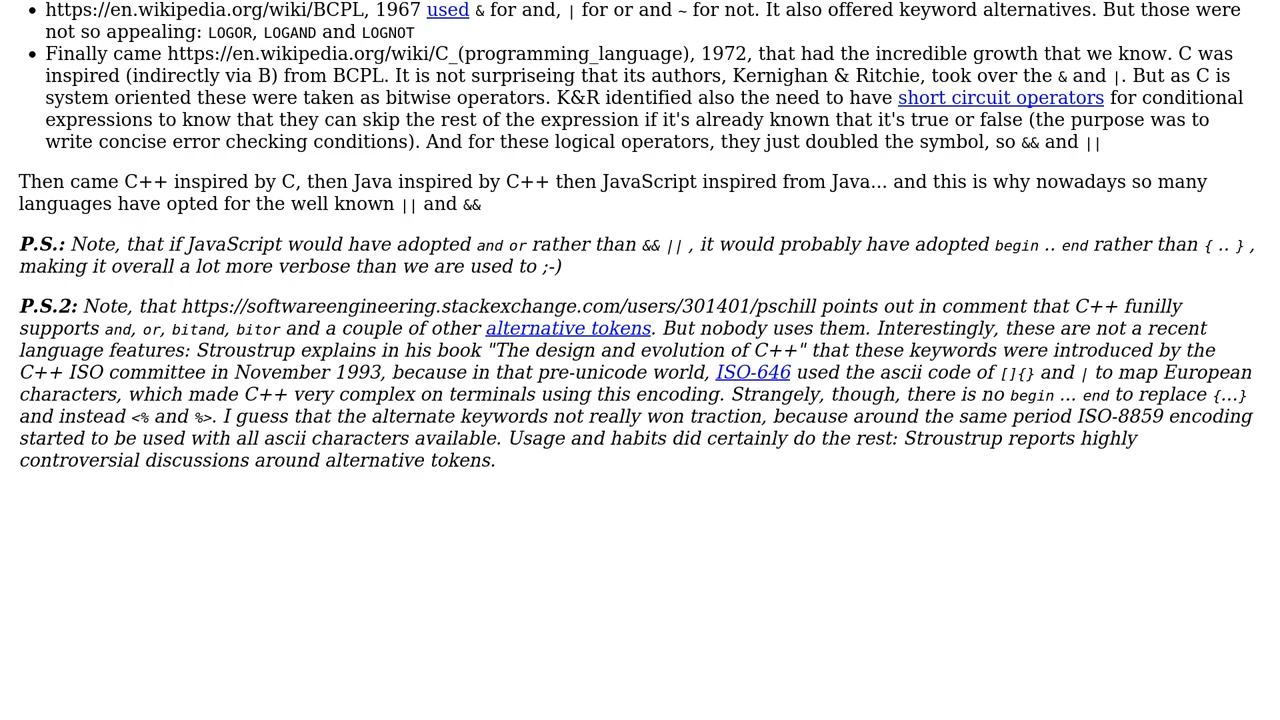 • https://en.wikipedia.org/wiki/BCPL, 1967 used & for and, | for or and ~ for not. It also offered keyword alternatives. But those were
not so appealing: LOGOR, LOGAND and LOGNOT
• Finally came https://en.wikipedia.org/wiki/C_(programming_language), 1972, that had the incredible growth that we know. C was
inspired (indirectly via B) from BCPL. It is not surpriseing that its authors, Kernighan & Ritchie, took over the & and |. But as C is
system oriented these were taken as bitwise operators. K&R identified also the need to have short circuit operators for conditional
expressions to know that they can skip the rest of the expression if it's already known that it's true or false (the purpose was to
write concise error checking conditions). And for these logical operators, they just doubled the symbol, so && and ||
Then came C++ inspired by C, then Java inspired by C++ then JavaScript inspired from Java... and this is why nowadays so many
languages have opted for the well known || and &&
P.S.: Note, that if JavaScript would have adopted and or rather than && || , it would probably have adopted begin .. end rather than { .. } ,
making it overall a lot more verbose than we are used to ;-)
P.S.2: Note, that https://softwareengineering.stackexchange.com/users/301401/pschill points out in comment that C++ funilly
supports and, or, bitand, bitor and a couple of other alternative tokens. But nobody uses them. Interestingly, these are not a recent
language features: Stroustrup explains in his book "The design and evolution of C++" that these keywords were introduced by the
C++ ISO committee in November 1993, because in that pre-unicode world, ISO-646 used the ascii code of []{} and | to map European
characters, which made C++ very complex on terminals using this encoding. Strangely, though, there is no begin ... end to replace {...}
and instead <% and %>. I guess that the alternate keywords not really won traction, because around the same period ISO-8859 encoding
started to be used with all ascii characters available. Usage and habits did certainly do the rest: Stroustrup reports highly
controversial discussions around alternative tokens.